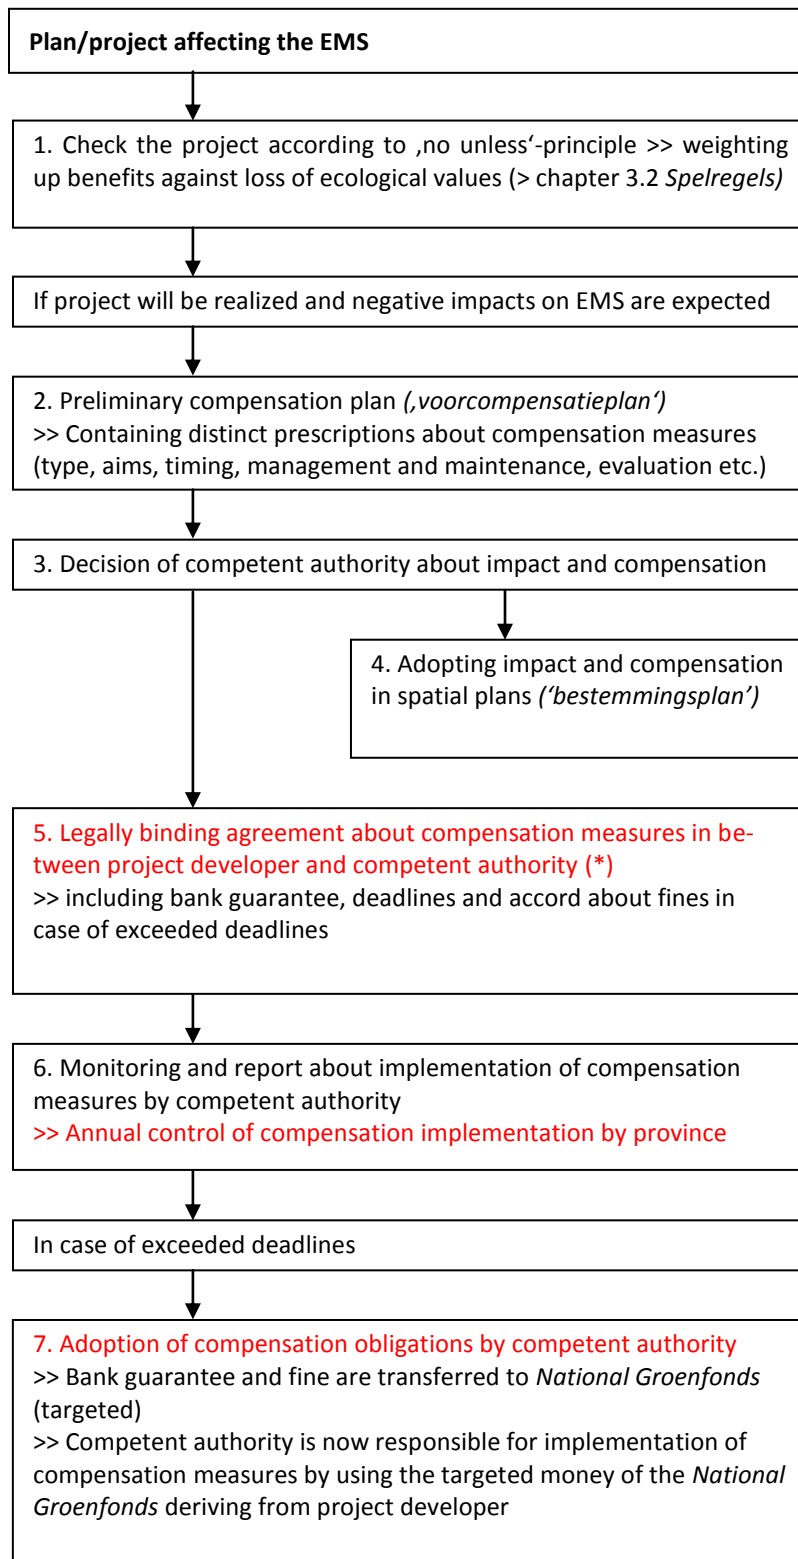 Plan/project affecting the EMS
1. Check the project according to ‚no unless‘-principle >> weighting
up benefits against loss of ecological values (> chapter 3.2 Spelregels)
If project will be realized and negative impacts on EMS are expected
2. Preliminary compensation plan (‚voorcompensatieplan‘)
>> Containing distinct prescriptions about compensation measures
(type, aims, timing, management and maintenance, evaluation etc.)
3. Decision of competent authority about impact and compensation
4. Adopting impact and compensation
in spatial plans (‘bestemmingsplan’)
5. Legally binding agreement about compensation measures in be-
tween project developer and competent authority (*)
>> including bank guarantee, deadlines and accord about fines in
case of exceeded deadlines
6. Monitoring and report about implementation of compensation
measures by competent authority
>> Annual control of compensation implementation by province
In case of exceeded deadlines
7. Adoption of compensation obligations by competent authority
>> Bank guarantee and fine are transferred to National Groenfonds
(targeted)
>> Competent authority is now responsible for implementation of
compensation measures by using the targeted money of the National
Groenfonds deriving from project developer